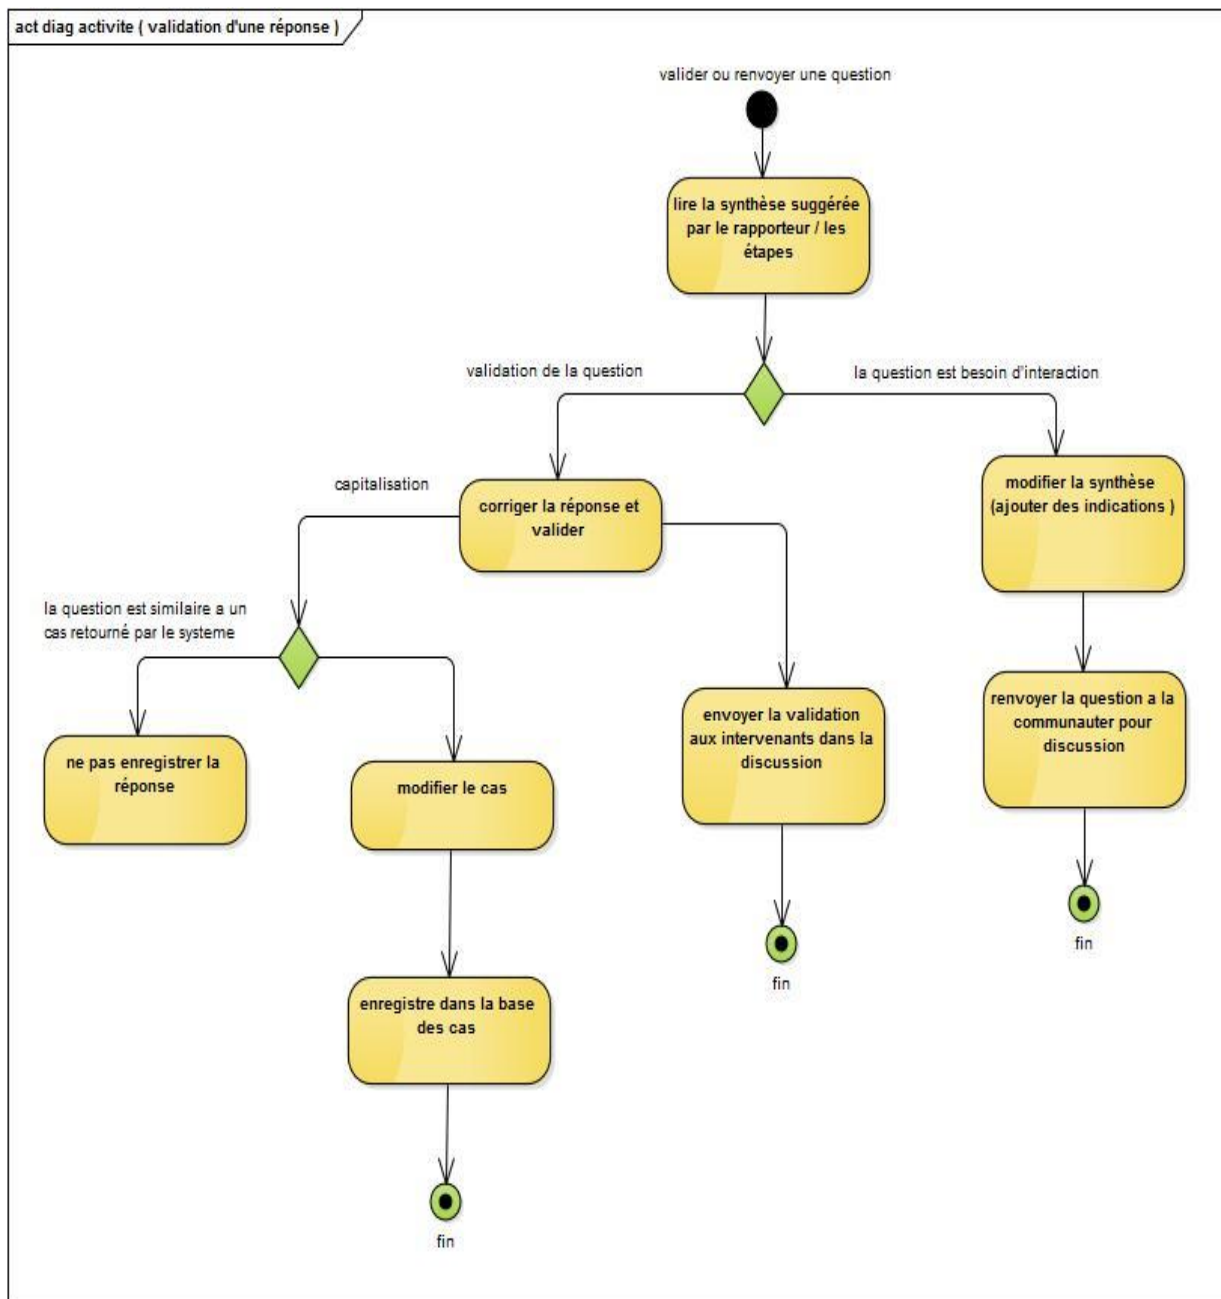 act diag activite ( validation d'une réponse )
valider ou renvoyer une question
lire la synthèse suggérée
par le rapporteur / les
étapes
validation de la question
la question est besoin d'interaction
capitalisation
corriger la réponse et
valider
modifier la synthèse
(ajouter des indications )
la question est similaire a un
cas retourné par le systeme
ne pas enregistrer la
réponse
modifier le cas
envoyer la validation
aux intervenants dans la
discussion
renvoyer la question a la
communauter pour
discussion
fin
fin
enregistre dans la base
des cas
fin